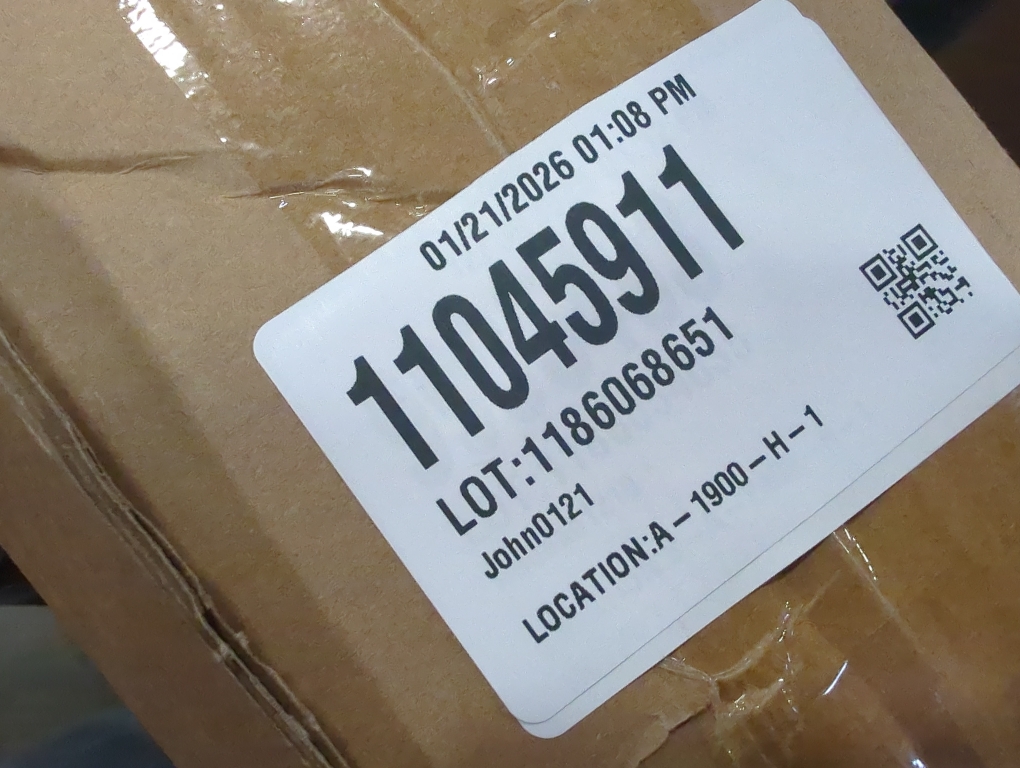 01/21/2026 01:08 PM
11045911
LOT:1186068651
John0121
LOCATION:A – 1900 – H – 1